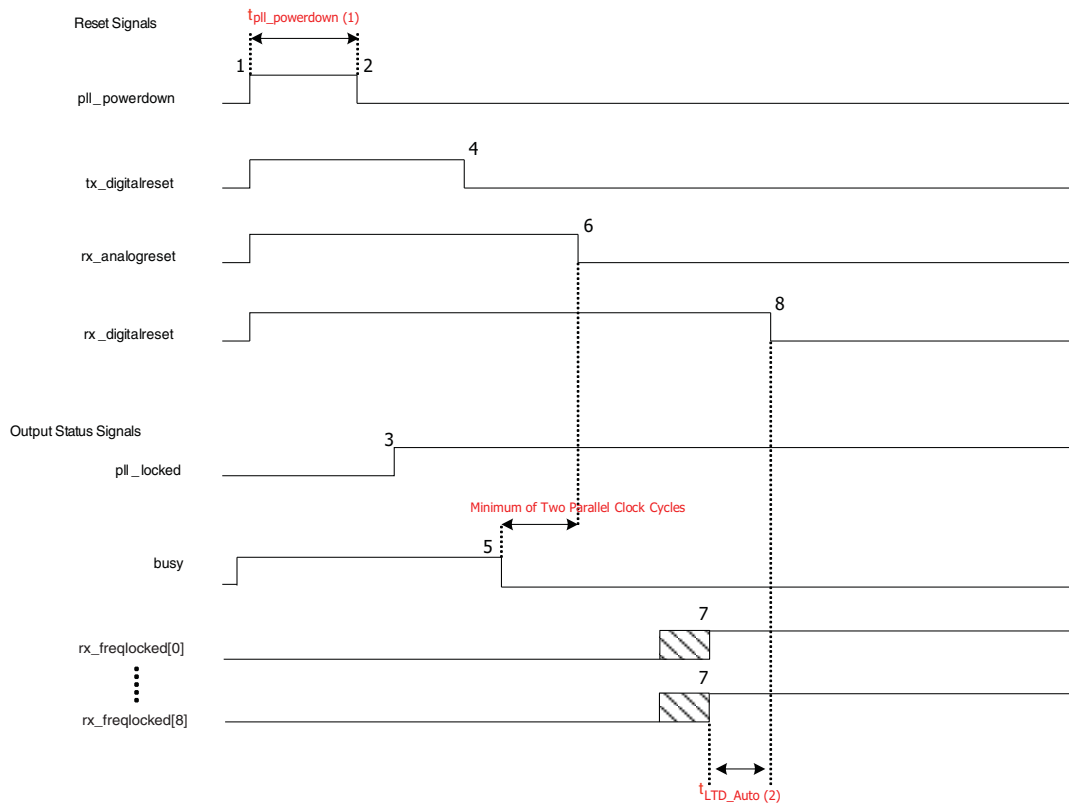 Reset Signals
tpll_powerdown (1)
1
2
pll_powerdown
4
tx_digitalreset
6
rx_analogreset
8
rx_digitalreset
Output Status Signals
3
pll_locked
Minimum of Two Parallel Clock Cycles
5
busy
7
rx_freqlocked[0]
7
rx_freqlocked[8]
tLTD_Auto (2)